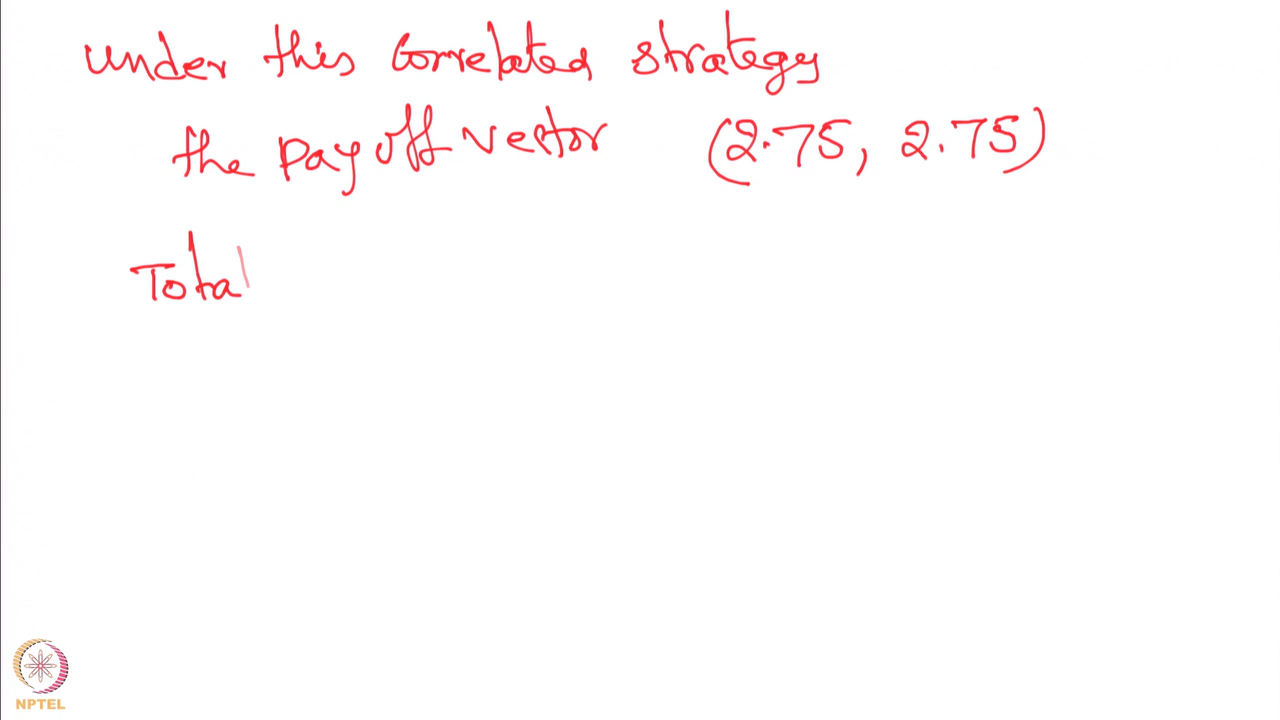 under this correlated strategy
the payoff vector (2.75, 2.75)
Total
NPTEL